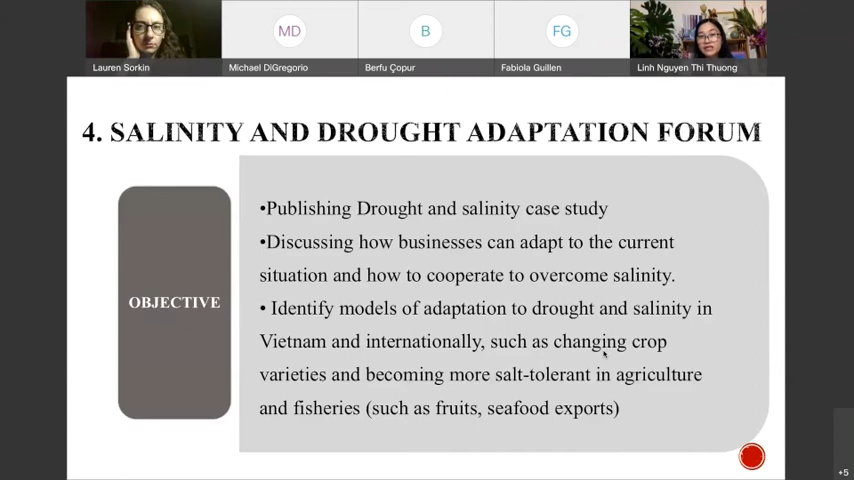 MD
B
FG
Lauren Sorkin
Michael DiGregorio
Berfu Çopur
Fabiola Guillen
Linh Nguyen Thi Thuong
4. SALINITY AND DROUGHT ADAPTATION FORUM
OBJECTIVE
•Publishing Drought and salinity case study
•Discussing how businesses can adapt to the current
situation and how to cooperate to overcome salinity.
• Identify models of adaptation to drought and salinity in
Vietnam and internationally, such as changing crop
varieties and becoming more salt-tolerant in agriculture
and fisheries (such as fruits, seafood exports)
+5